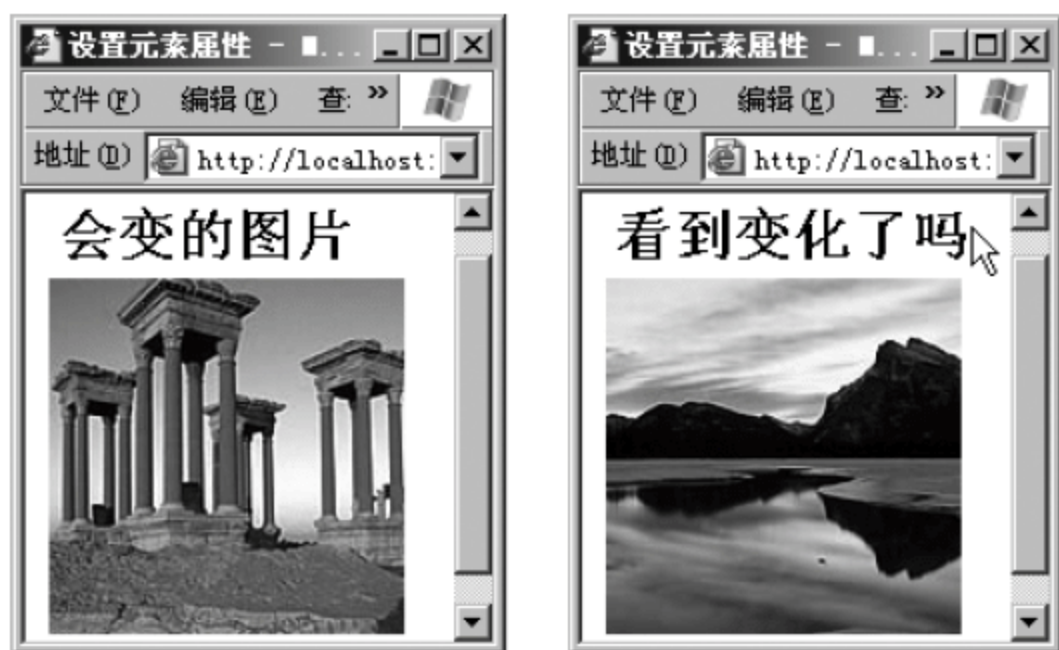 设置元素属性 - ■...
文件(F) 编辑(E) 查: »
地址(D) http://localhost:
会变的图片
设置元素属性 - ■...
文件(F) 编辑(E) 查: »
地址(D) http://localhost:
看到变化了吗